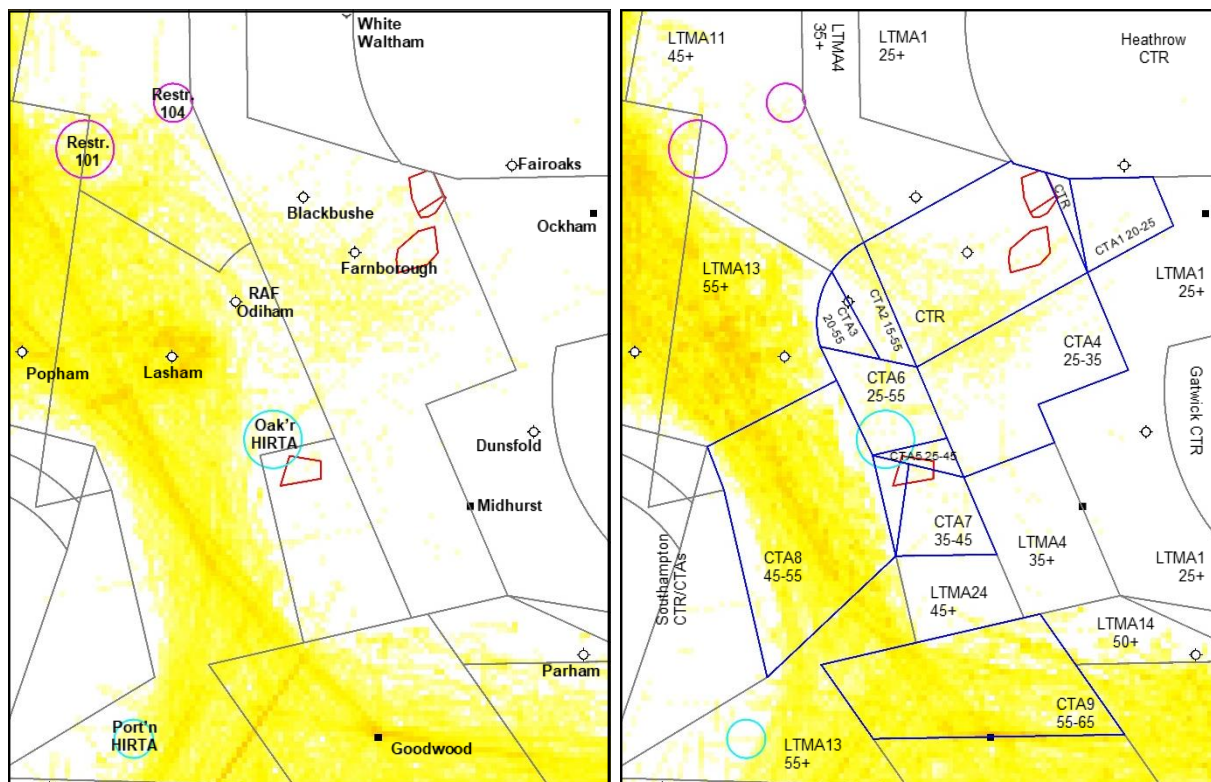 White
Waltham
Restr.
104
Restr.
101
Fairoaks
Blackbushe
Ockham
Farnborough
RAF
Odiham
Popham
Lasham
Oak'r
HIRTA
Dunsfold
Midhurst
Parham
Port'n
HIRTA
Goodwood
LTMA11
45+
LTMA4
35+
LTMA1
25+
Heathrow
CTR
CTR
CTA1 20-25
LTMA13
55+
LTMA1
25+
CTA3
20-55
CTA2 15-55
CTR
CTA4
25-35
CTA6
25-55
Gatwick CTR
CTA5 25-45
CTA7
35-45
CTA8
45-55
LTMA4
35+
LTMA1
25+
Southampton
CTR/CTAs
LTMA24
45+
LTMA14
50+
CTA9
55-65
LTMA13
55+